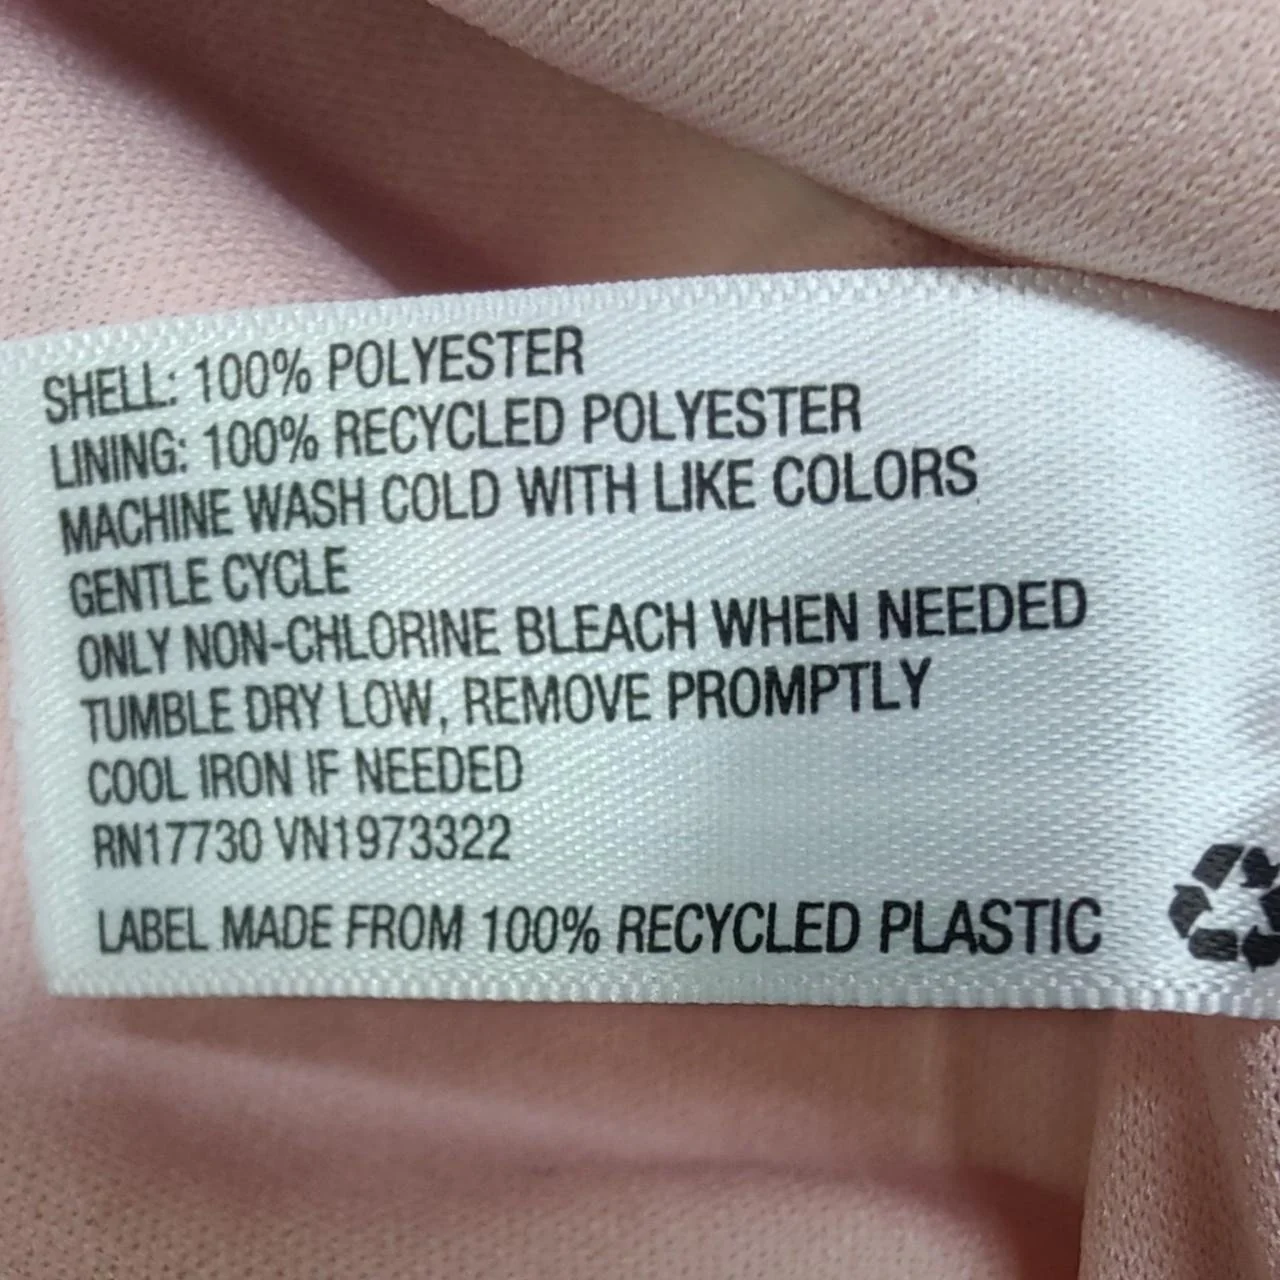 SHELL: 100% POLYESTER
LINING: 100% RECYCLED POLYESTER
MACHINE WASH COLD WITH LIKE COLORS
GENTLE CYCLE
ONLY NON-CHLORINE BLEACH WHEN NEEDED
TUMBLE DRY LOW, REMOVE PROMPTLY
COOL IRON IF NEEDED
RN17730 VN1973322
LABEL MADE FROM 100% RECYCLED PLASTIC